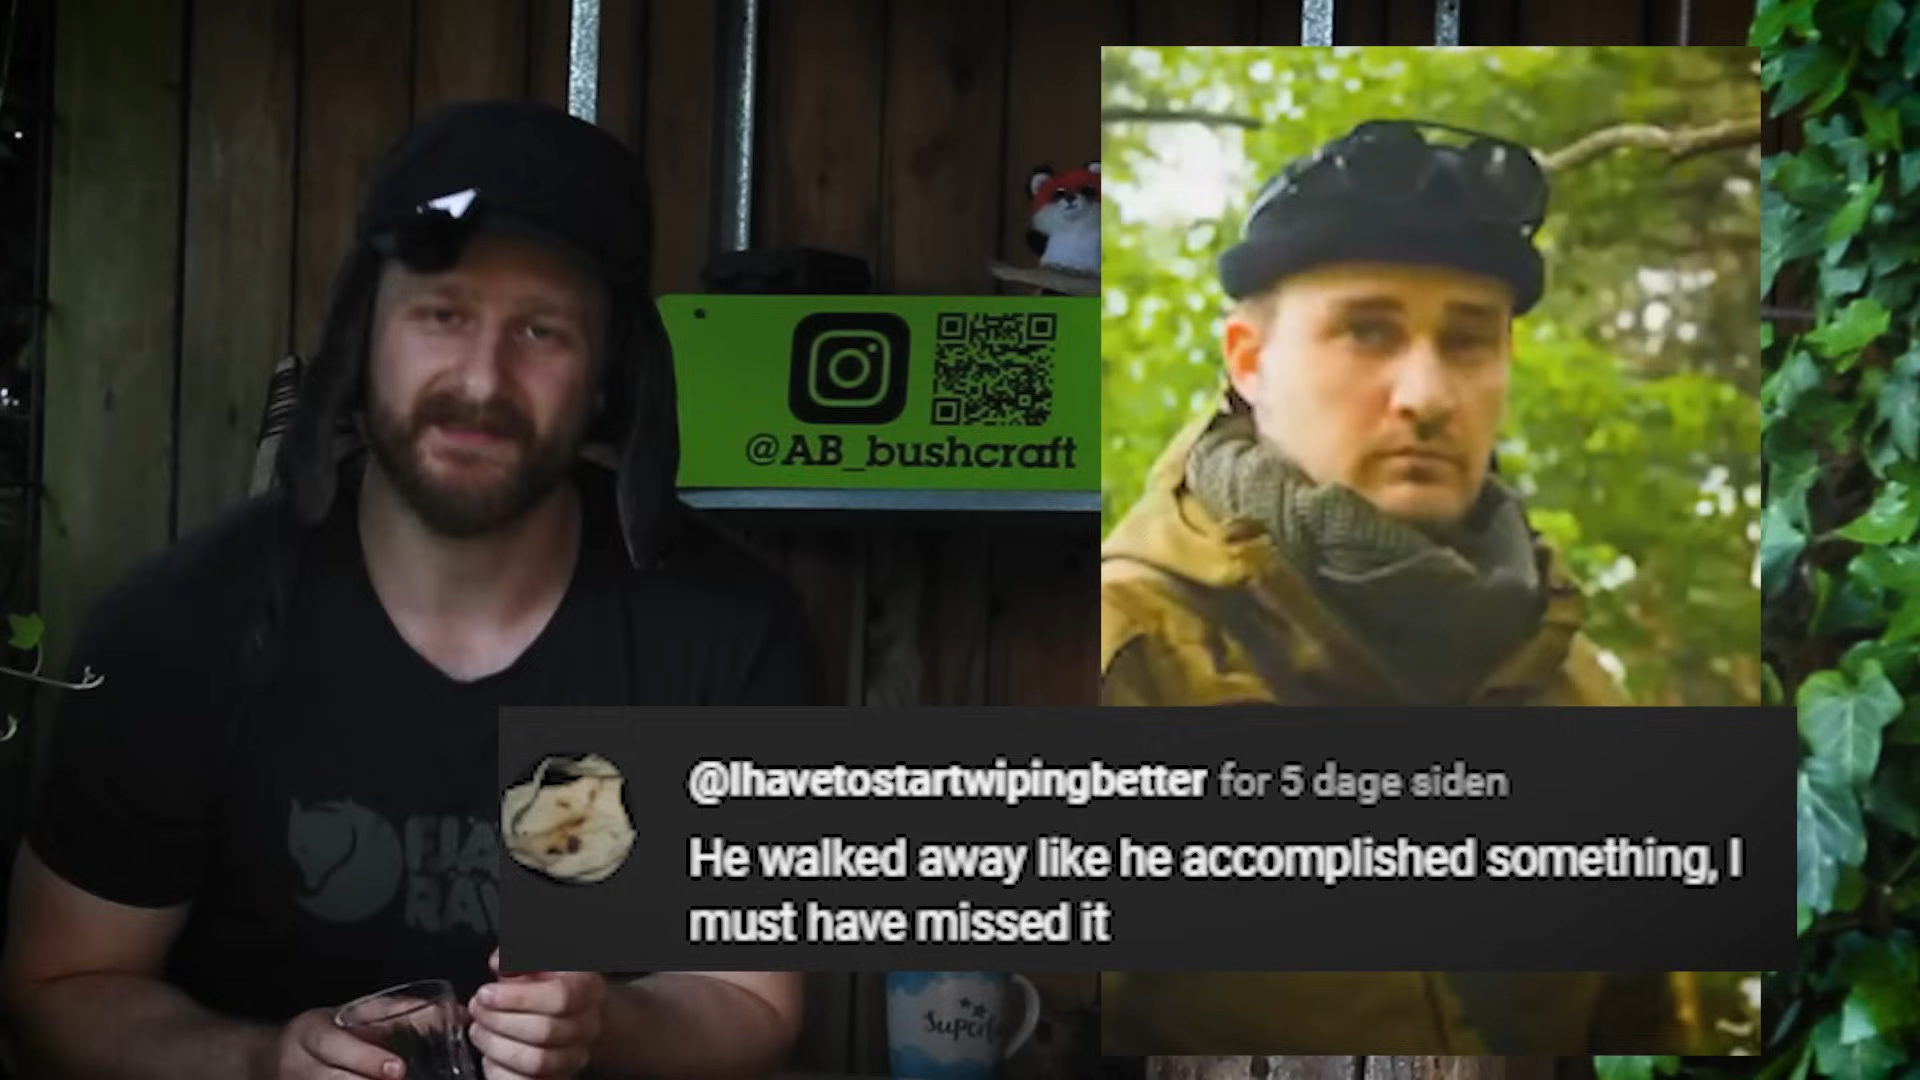 @AB_bushcraft
@Ihavetostartwipingbetter for 5 dage siden
He walked away like he accomplished something, I
must have missed it